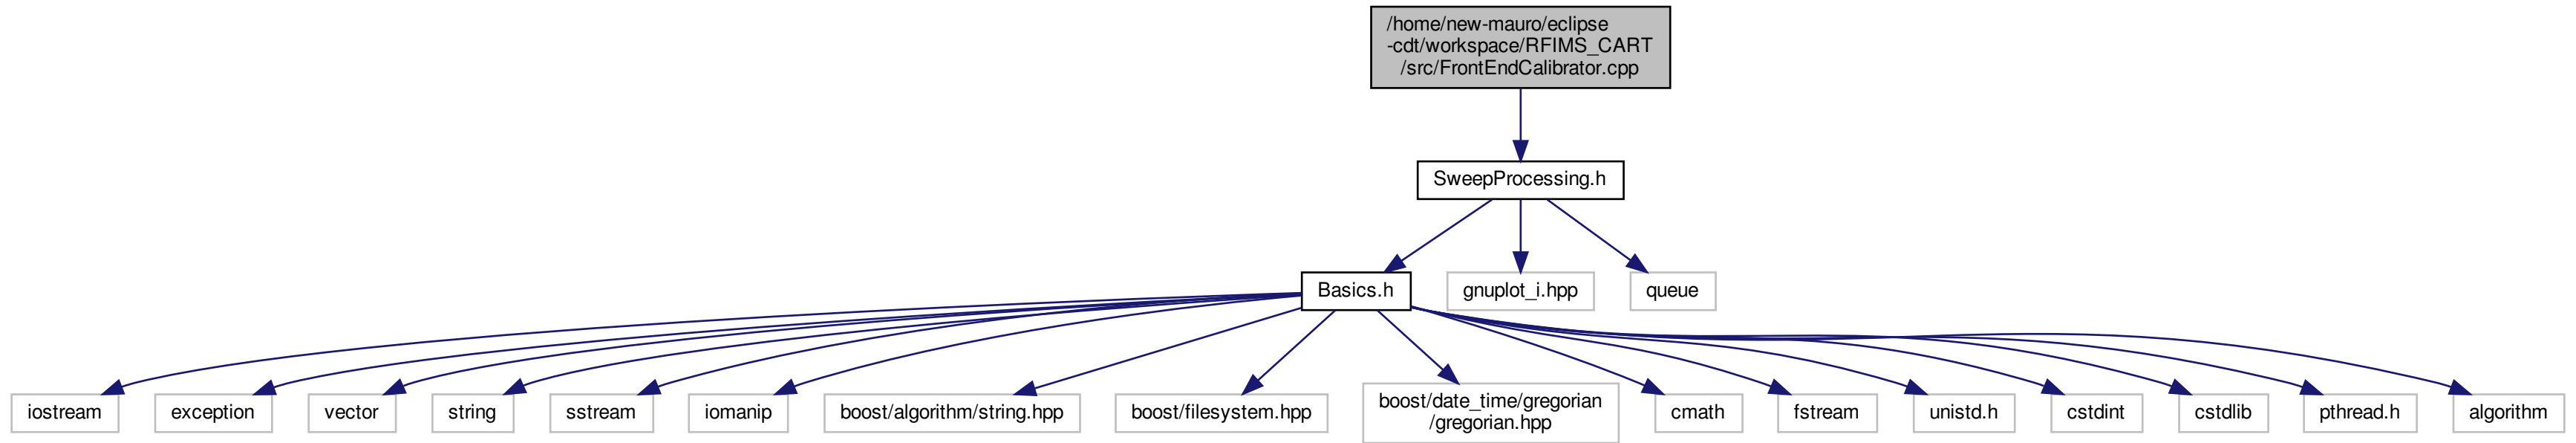 /home/new-mauro/eclipse
-cdt/workspace/RFIMS_CART
/src/FrontEndCalibrator.cpp
SweepProcessing.h
Basics.h
gnuplot_i.hpp
queue
iostream
exception
vector
string
sstream
iomanip
boost/algorithm/string.hpp
boost/filesystem.hpp
boost/date_time/gregorian
/gregorian.hpp
cmath
fstream
unistd.h
cstdint
cstdlib
pthread.h
algorithm